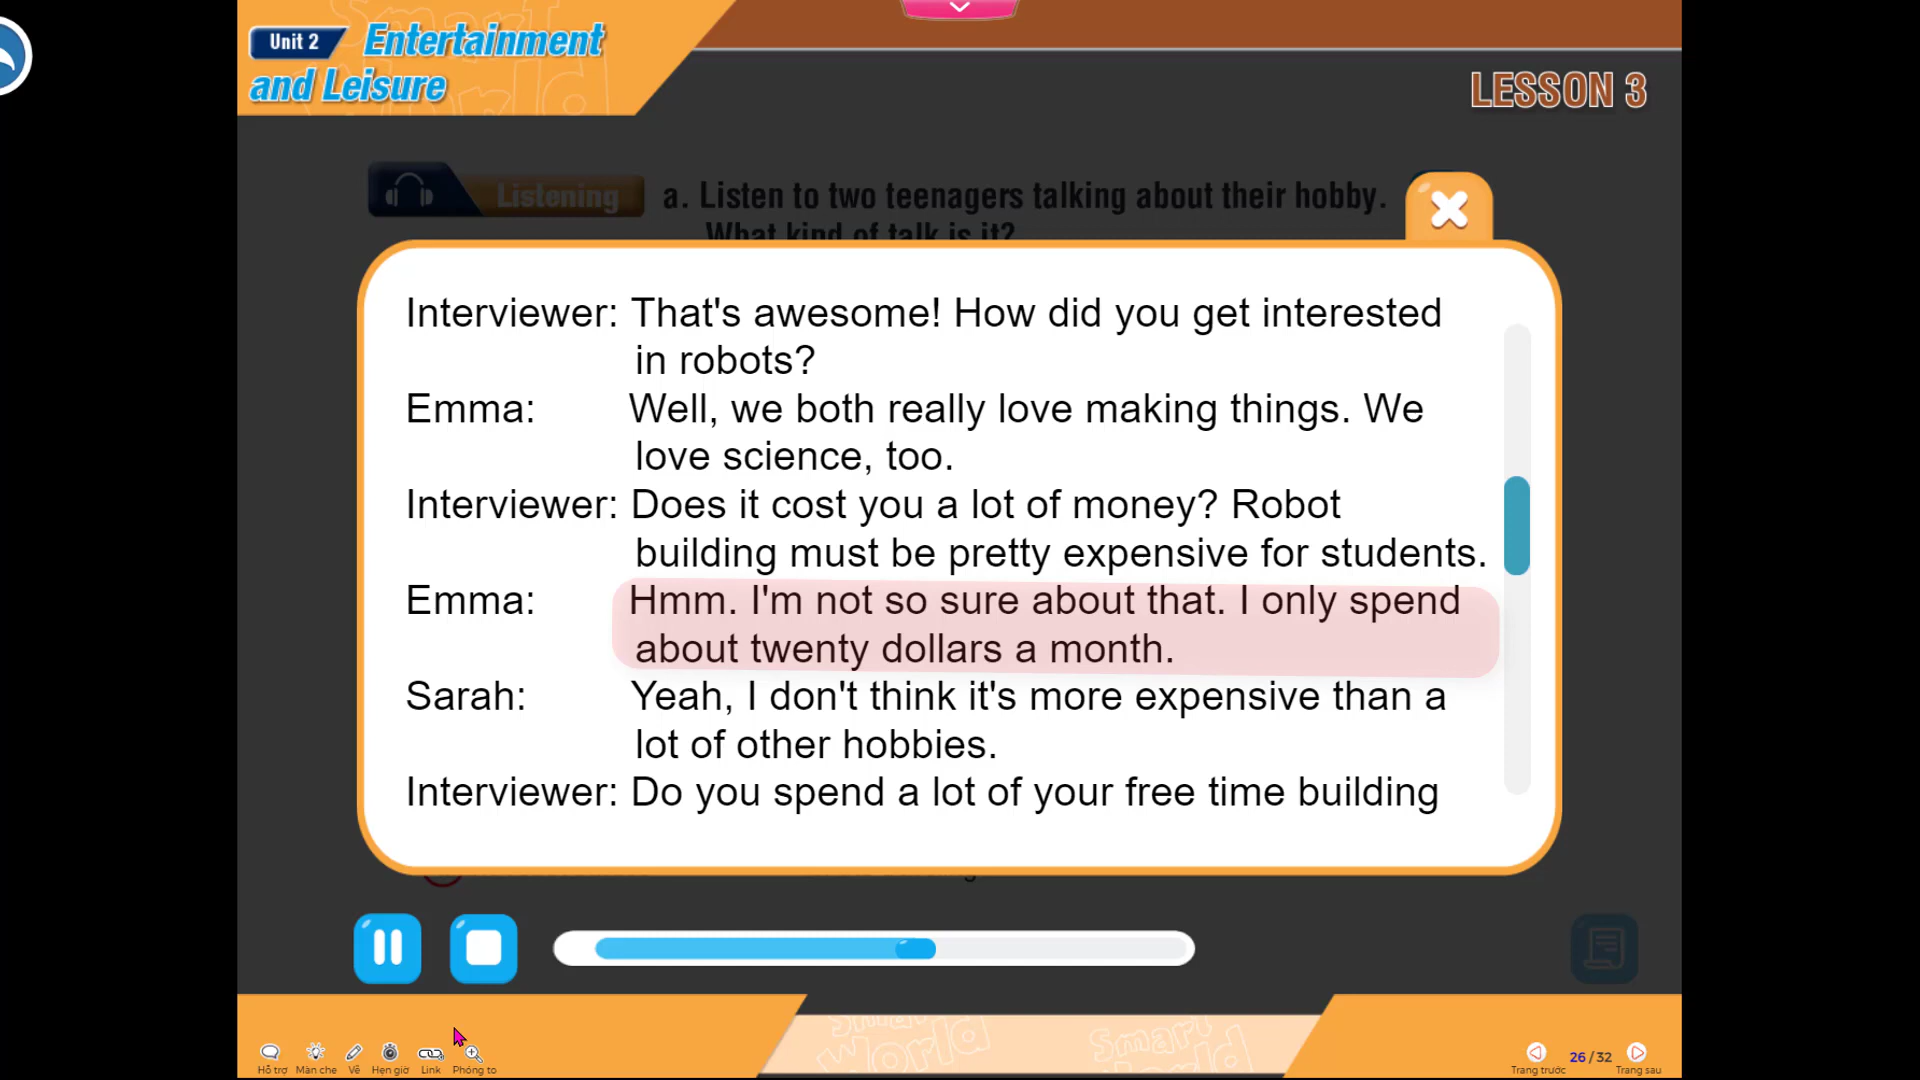 Unit 2 Entertainment
and Leisure
LESSON 3
Listening a. Listen to two teenagers talking about their hobby.
What kind of talk is it?
Interviewer: That's awesome! How did you get interested
in robots?
Emma: Well, we both really love making things. We
love science, too.
Interviewer: Does it cost you a lot of money? Robot
building must be pretty expensive for students.
Emma: Hmm. I'm not so sure about that. I only spend
about twenty dollars a month.
Sarah: Yeah, I don't think it's more expensive than a
lot of other hobbies.
Interviewer: Do you spend a lot of your free time building
Smart World Smart World
Hỗ trợ Màn che Vẽ Hẹn giờ Link Phóng to
26 / 32
Trang trước Trang sau